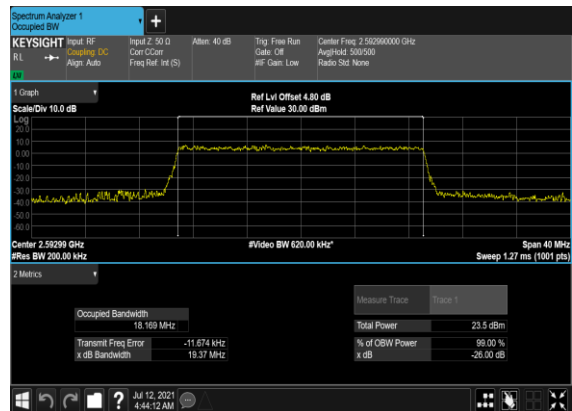 Spectrum Analyzer 1
Occupied BW
+
KEYSIGHT Input: RF Input Z: 50 Ω Atten: 40 dB Trig: Free Run Center Freq: 2.592990000 GHz
R L Coupling: DC Corr CCorr Gate: Off Avg|Hold: 500/500
Align: Auto Freq Ref: Int (S) #IF Gain: Low Radio Std: None
1 Graph
Ref Lvl Offset 4.80 dB
Scale/Div 10.0 dB Ref Value 30.00 dBm
Log
20.0
10.0
0.00
-10.0
-20.0
-30.0
-40.0
-50.0
-60.0
Center 2.59299 GHz #Video BW 620.00 kHz* Span 40 MHz
#Res BW 200.00 kHz Sweep 1.27 ms (1001 pts)
2 Metrics
Measure Trace Trace 1
Occupied Bandwidth
18.169 MHz Total Power 23.5 dBm
Transmit Freq Error -11.674 kHz % of OBW Power 99.00 %
x dB Bandwidth 19.37 MHz x dB -26.00 dB
? Jul 12, 2021
4:44:12 AM